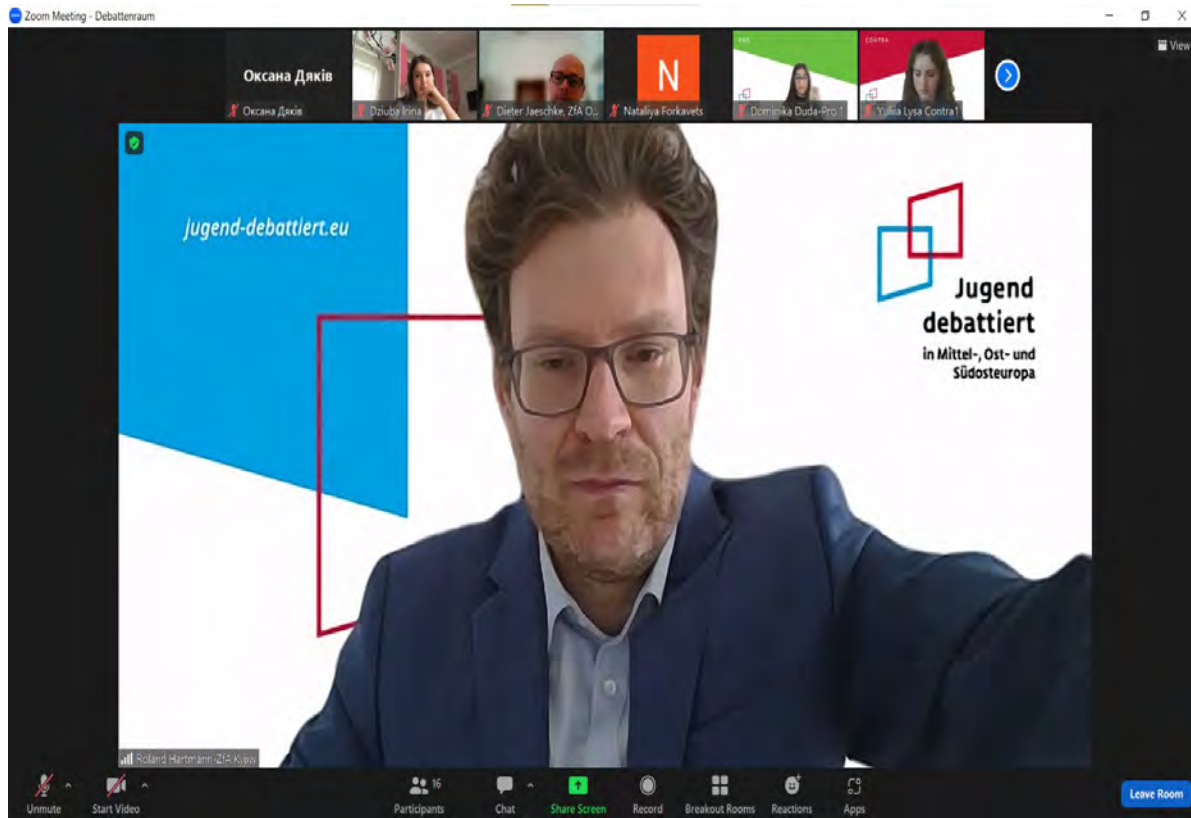 Zoom Meeting - Debattenraum
View
Оксана Дяків
Оксана Дяків
Dziuba Irina
Dieter Jaeschke, ZfA O...
N
Nataliya Forkavets
PRO
Dominika Duda-Pro 1
CONTRA
Yuliia Lysa Contra1
jugend-debattiert.eu
Jugend
debattiert
in Mittel-, Ost- und
Südosteuropa
Roland Hartmann-ZfA Kyjiw
Unmute
Start Video
16
Participants
Chat
Share Screen
Record
Breakout Rooms
Reactions
Apps
Leave Room